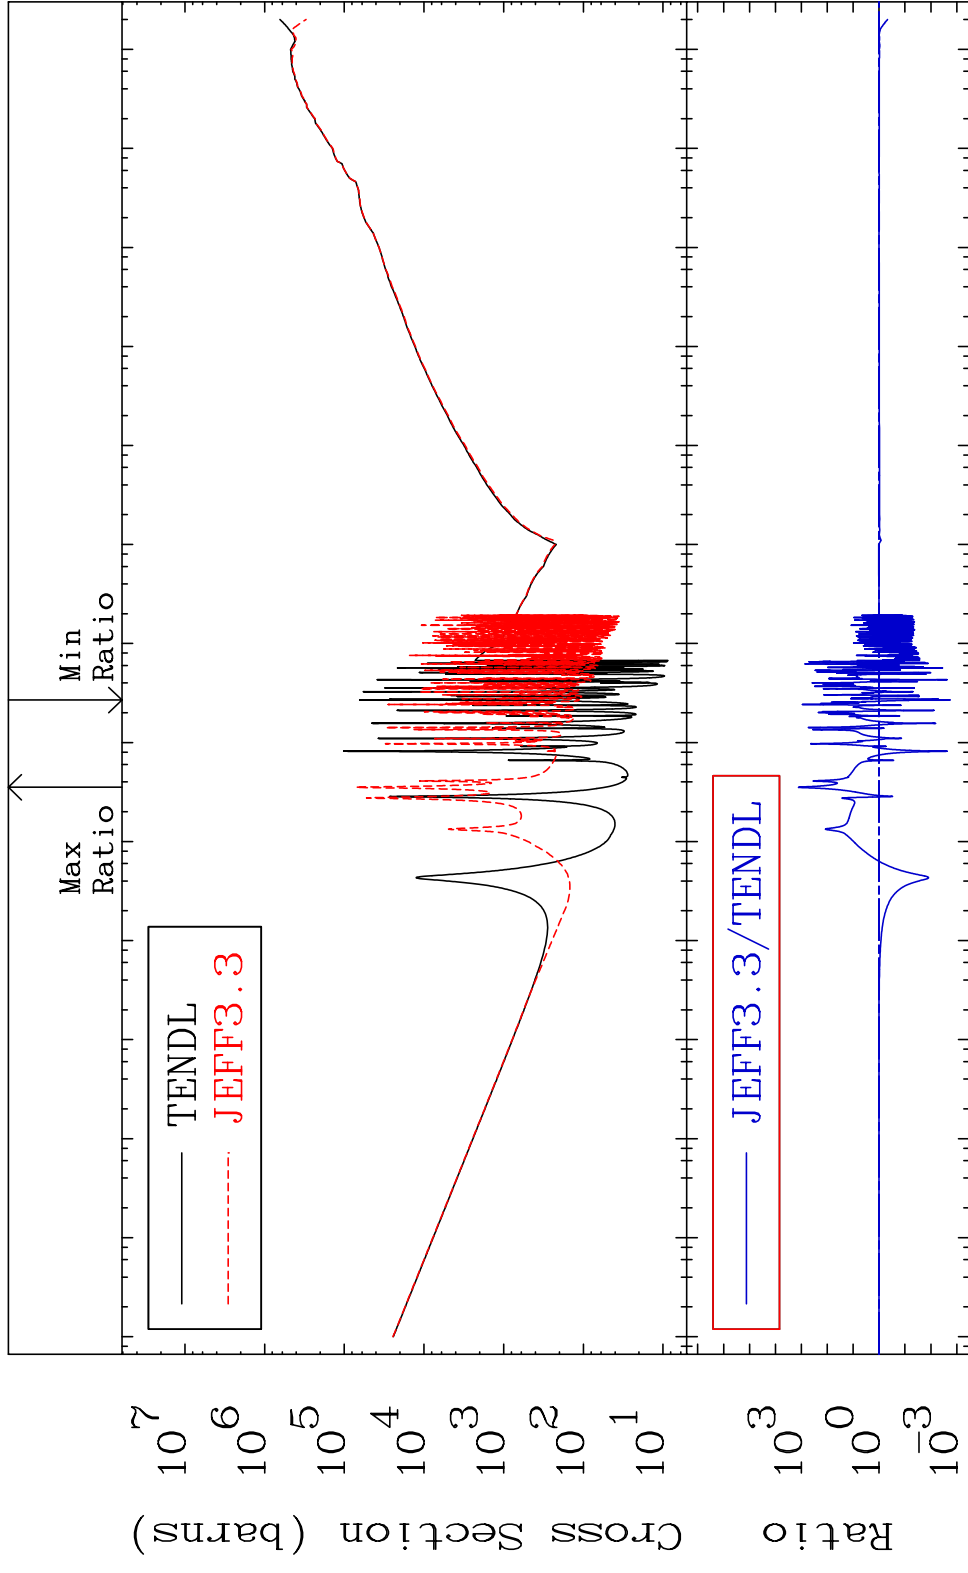 Max
Ratio
Min
Ratio
TENDL
JEFF3.3
JEFF3.3/TENDL
10^7
10^6
10^5
10^4
10^3
10^2
10^1
Cross Section (barns)
10^3
10^0
10^-3
Ratio